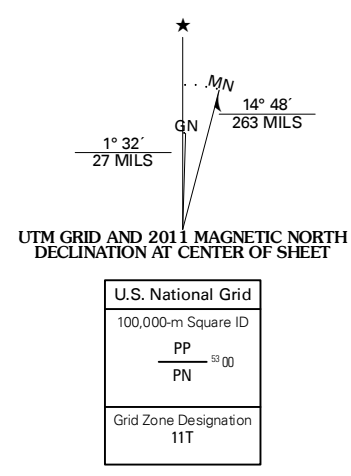 ★
MN
GN
14° 48´
263 MILS
1° 32´
27 MILS
UTM GRID AND 2011 MAGNETIC NORTH
DECLINATION AT CENTER OF SHEET
U.S. National Grid
100,000-m Square ID
PP
53 00
PN
Grid Zone Designation
11T